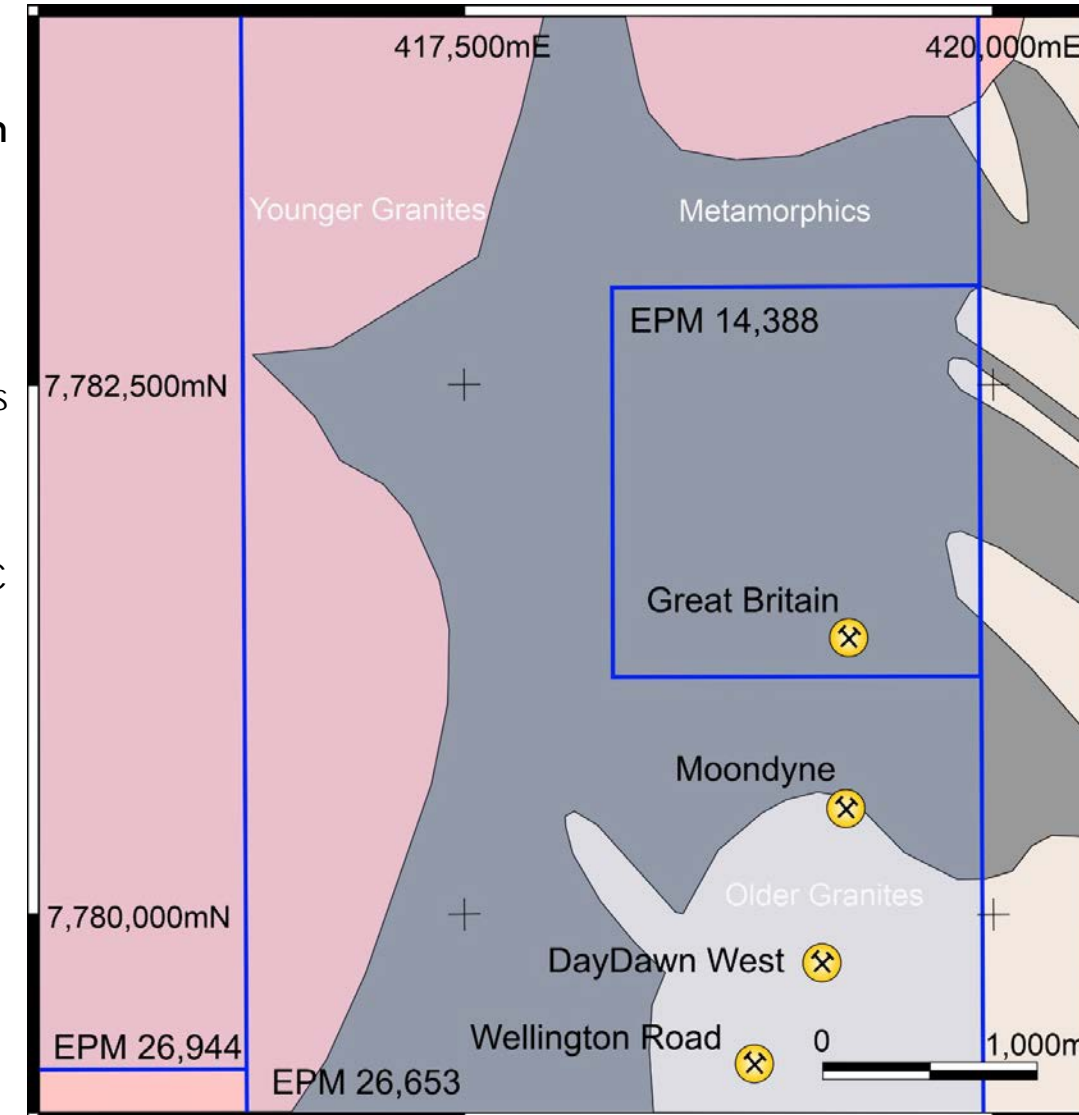 417,500mE
420,000mE
n
Younger Granites
Metamorphics
EPM 14,388
7,782,500mN
s
C
Great Britain
Moondyne
Older Granites
7,780,000mN
DayDawn West
Wellington Road
0
1,000m
EPM 26,944
EPM 26,653